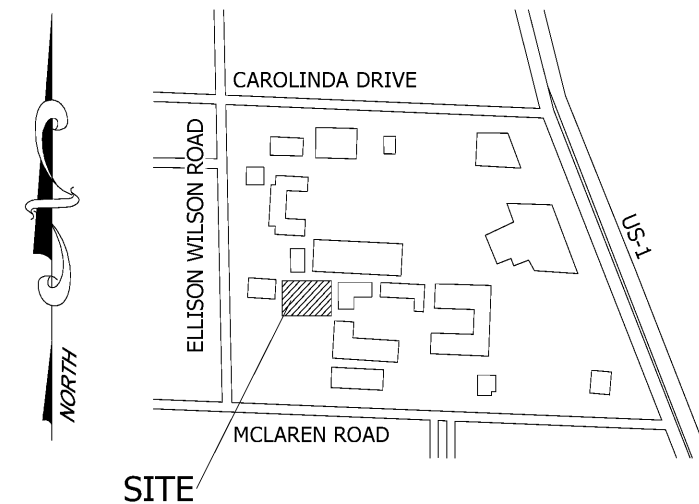 CAROLINDA DRIVE
ELLISON WILSON ROAD
US-1
NORTH
MCLAREN ROAD
SITE